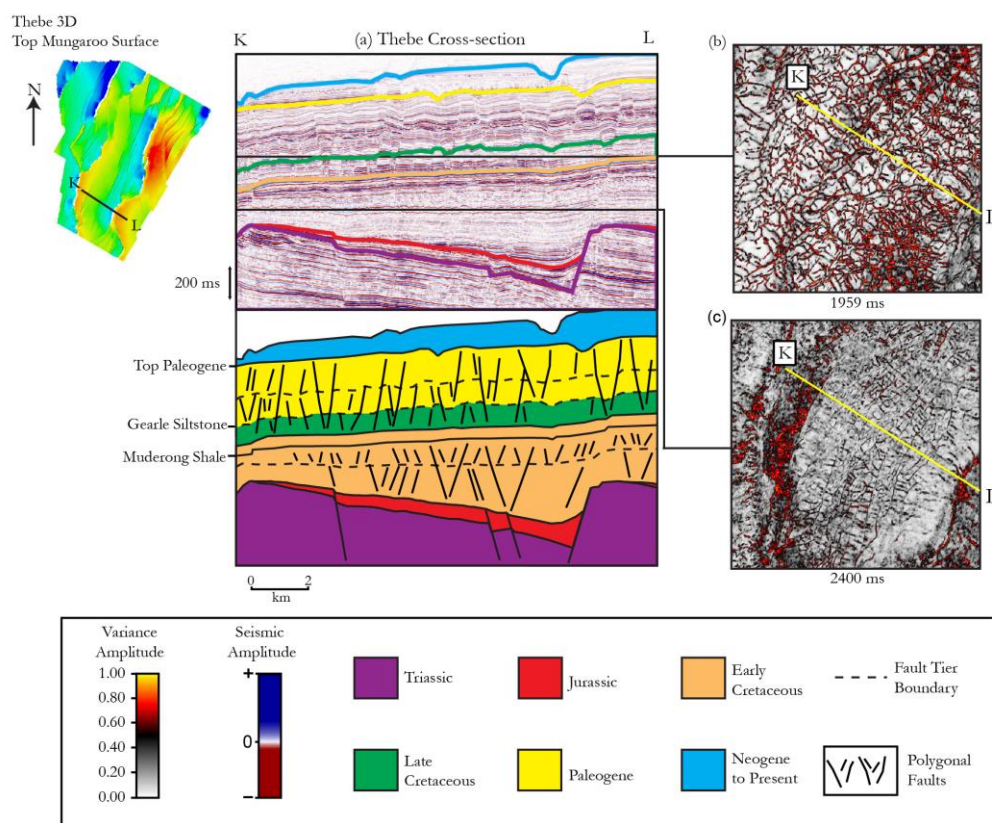 Thebe 3D
Top Mungaroo Surface
N
K
L
K
(a) Thebe Cross-section
L
200 ms
Top Paleogene
Gearle Siltstone
Muderong Shale
0
2
km
(b)
K
L
1959 ms
(c)
K
L
2400 ms
Variance
Amplitude
1.00
0.80
0.60
0.40
0.20
0.00
Seismic
Amplitude
+
0
−
Triassic
Jurassic
Early
Cretaceous
Fault Tier
Boundary
Late
Cretaceous
Paleogene
Neogene
to Present
Polygonal
Faults